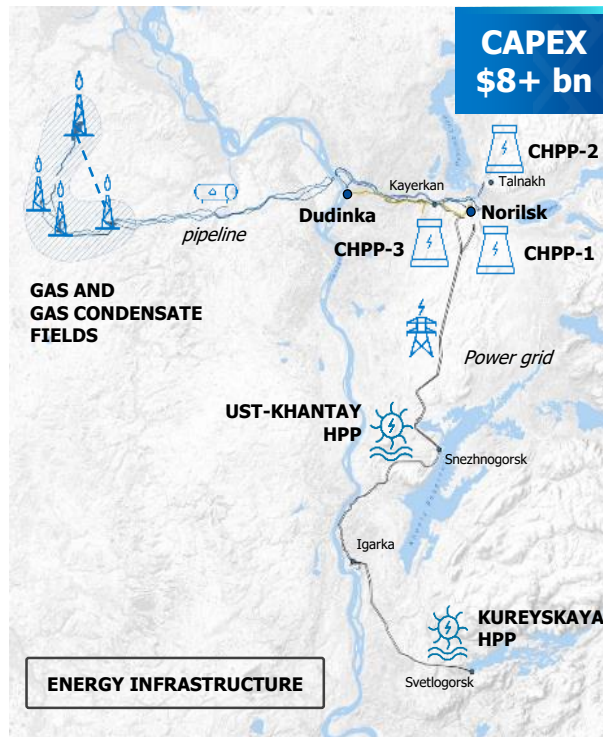 CAPEX
$8+ bn
CHPP-2
Talnakh
Kayerkan
Dudinka
Norilsk
CHPP-3
CHPP-1
pipeline
GAS AND
GAS CONDENSATE
FIELDS
Power grid
UST-KHANTAY
HPP
Snezhnogorsk
Igarka
KUREYSKAYA
HPP
Svetlogorsk
ENERGY INFRASTRUCTURE